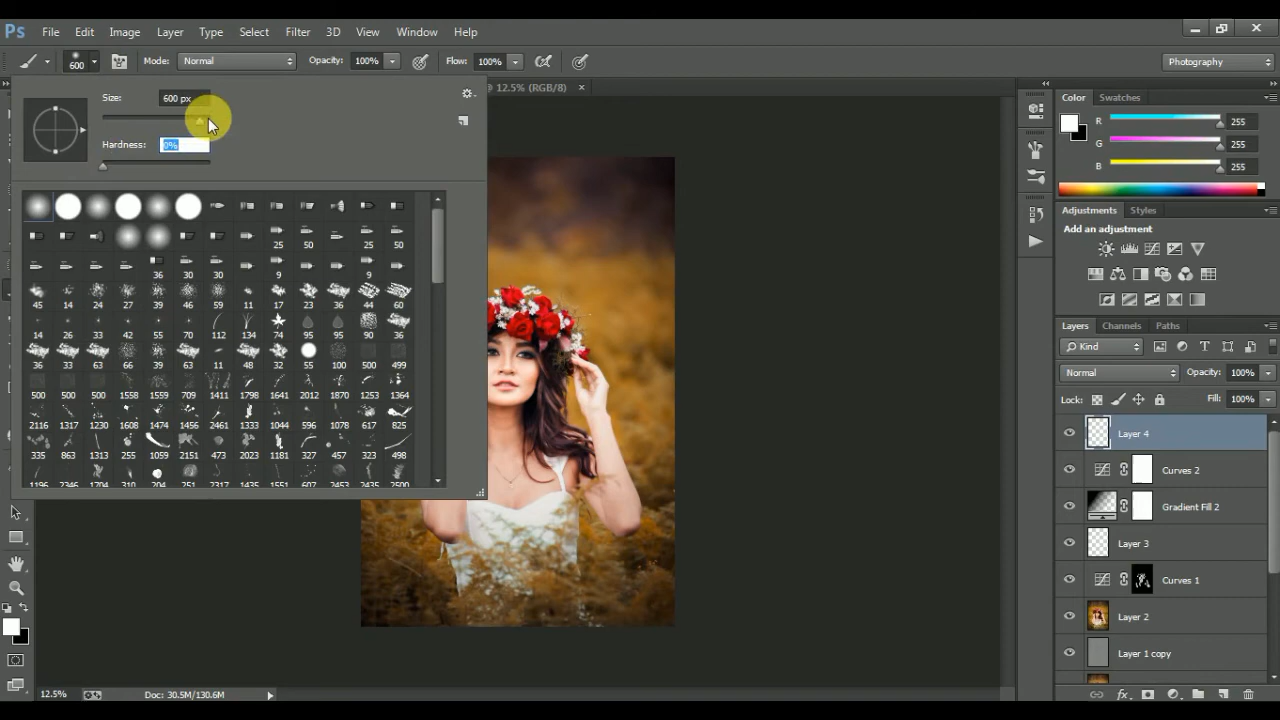 Ps File Edit Image Layer Type Select Filter 3D View Window Help
600 Mode: Normal Opacity: 100% Flow: 100% Photography
Size: 600 px
@ 12.5% (RGB/8) ×
Hardness: 0%
25 50 25 50
36 30 30 9 9
45 14 24 27 39 46 59 11 17 23 36 44 60
14 26 33 42 55 70 112 134 74 95 95 90 36
36 33 63 66 39 63 11 48 32 55 100 500 499
500 500 500 1558 1559 709 1411 1798 1641 2012 1870 1253 1364
2116 1317 1230 1608 1474 1456 2461 1333 1044 596 1078 617 825
335 863 1313 255 1059 2151 473 2023 1181 327 457 323 498
1196 2346 1704 310 204 251 2317 1435 1551 607 2453 2435 2500
Color Swatches
R 255
G 255
B 255
Adjustments Styles
Add an adjustment
Layers Channels Paths
Kind
Normal Opacity: 100%
Lock: Fill: 100%
Layer 4
Curves 2
Gradient Fill 2
Layer 3
Curves 1
Layer 2
Layer 1 copy
12.5% Doc: 30.5M/130.6M
fx